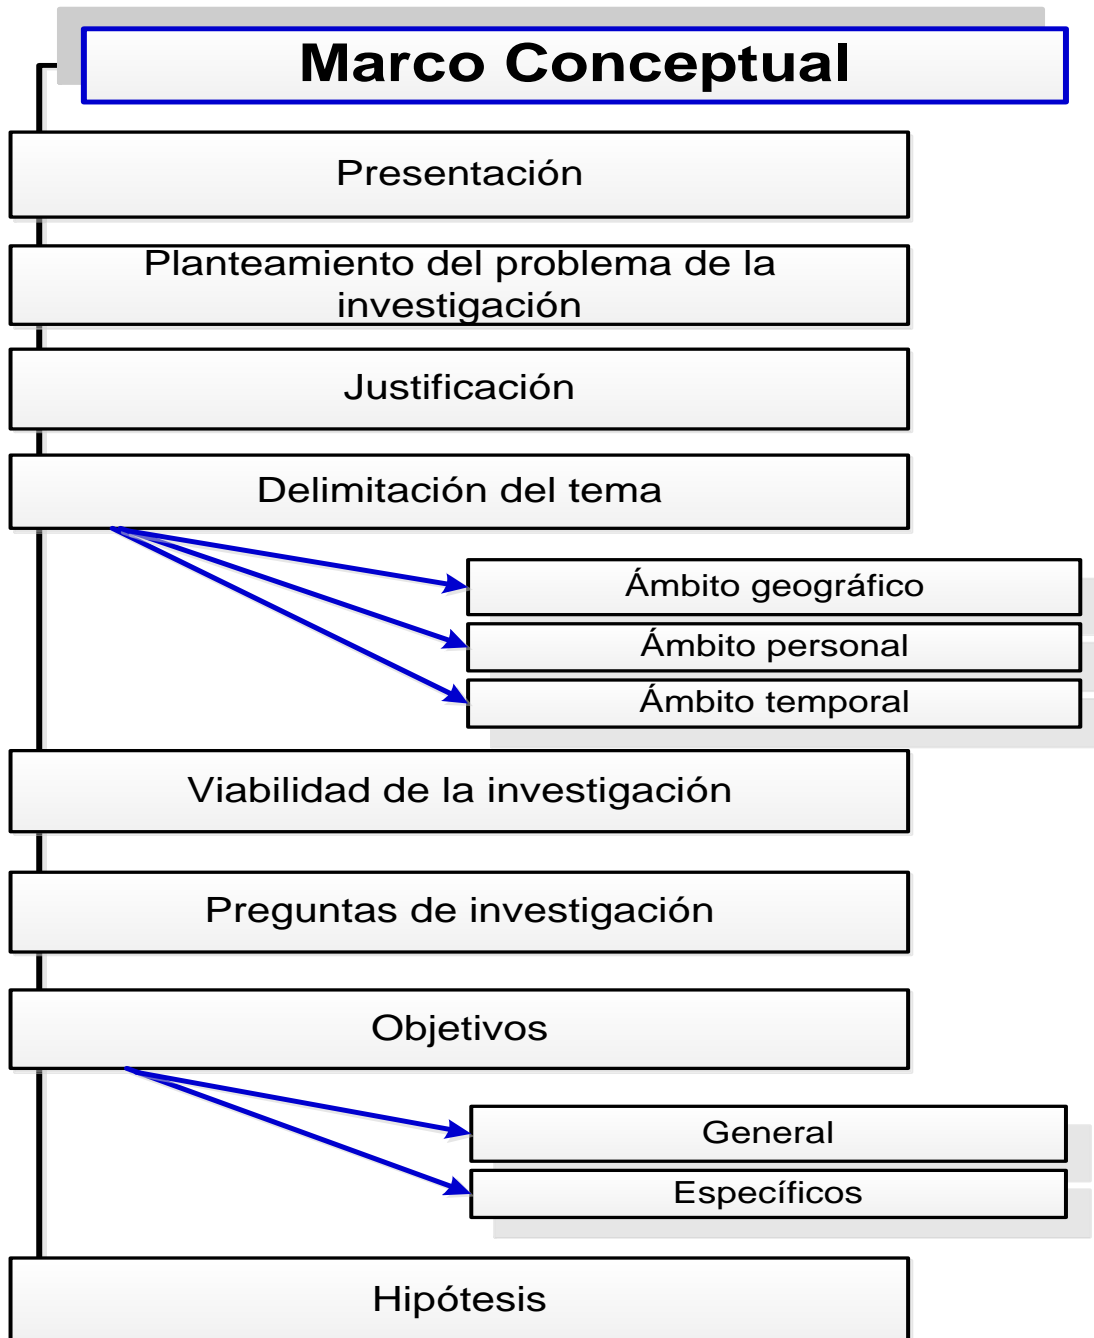 Marco Conceptual
Presentación
Planteamiento del problema de la
investigación
Justificación
Delimitación del tema
Ámbito geográfico
Ámbito personal
Ámbito temporal
Viabilidad de la investigación
Preguntas de investigación
Objetivos
General
Específicos
Hipótesis